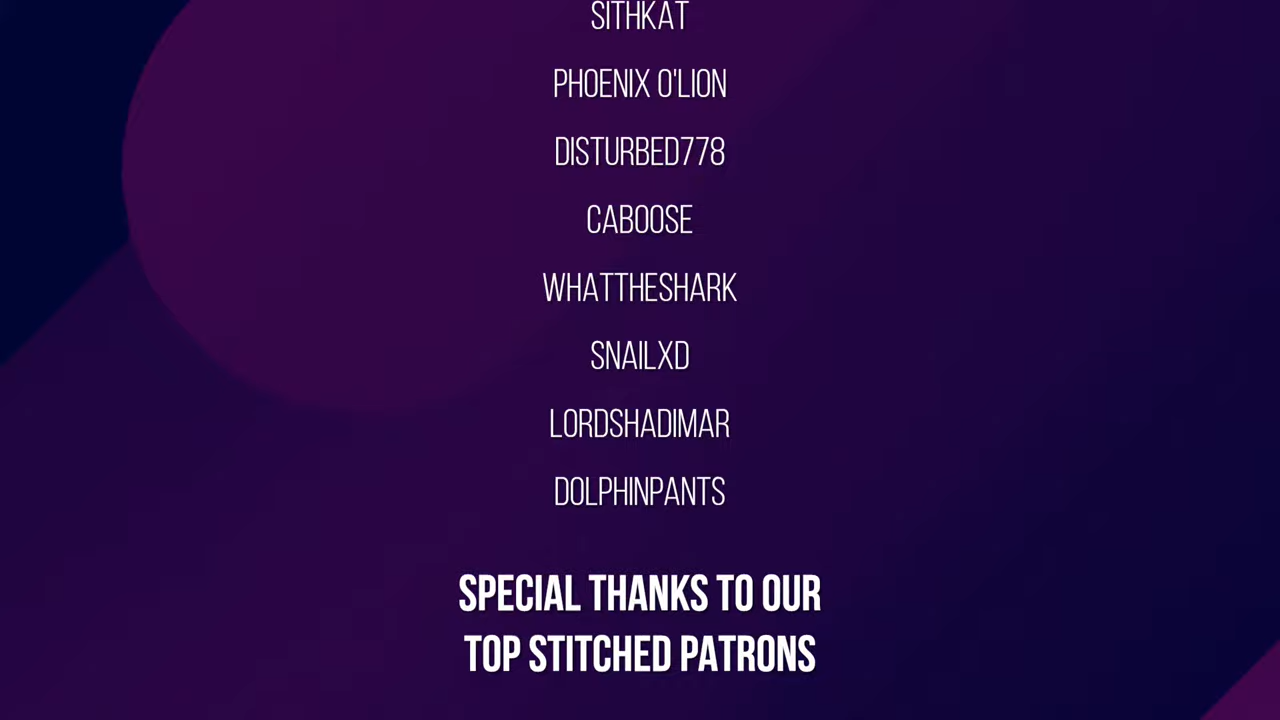 SITHKAT
PHOENIX O'LION
DISTURBED778
CABOOSE
WHATTHESHARK
SNAILXD
LORDSHADIMAR
DOLPHINPANTS
SPECIAL THANKS TO OUR
TOP STITCHED PATRONS